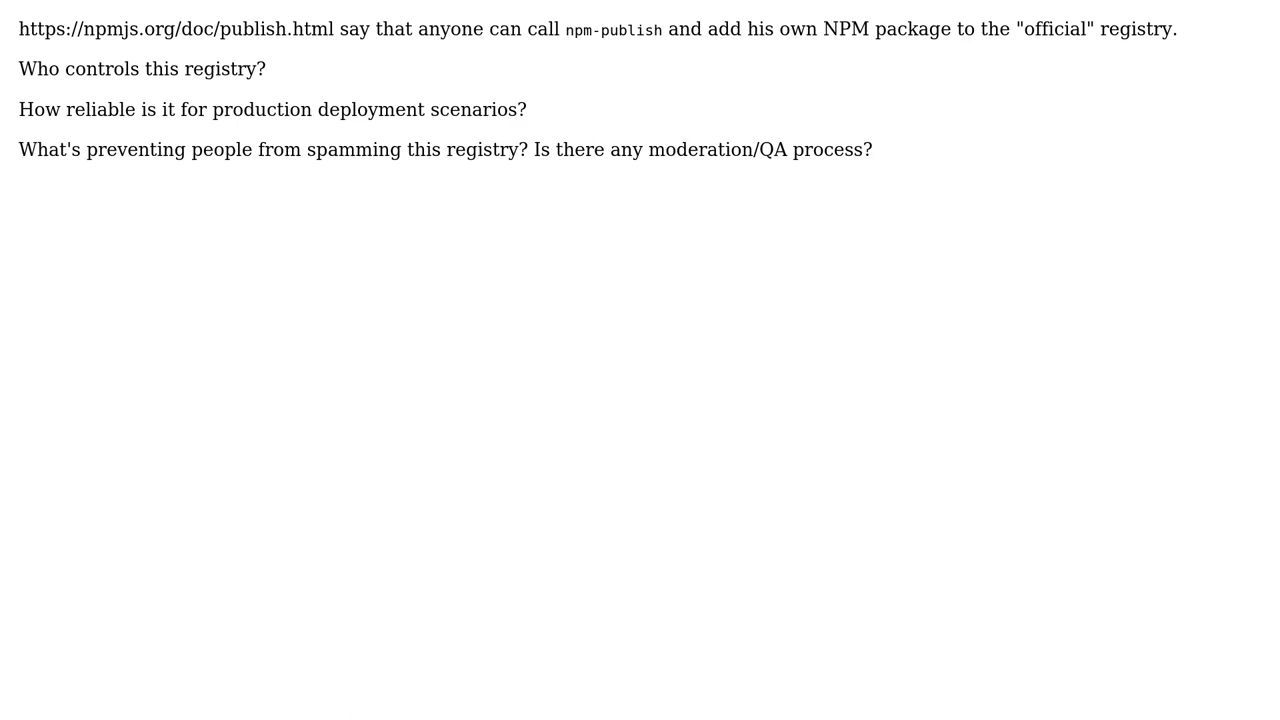 https://npmjs.org/doc/publish.html say that anyone can call npm-publish and add his own NPM package to the "official" registry.
Who controls this registry?
How reliable is it for production deployment scenarios?
What's preventing people from spamming this registry? Is there any moderation/QA process?